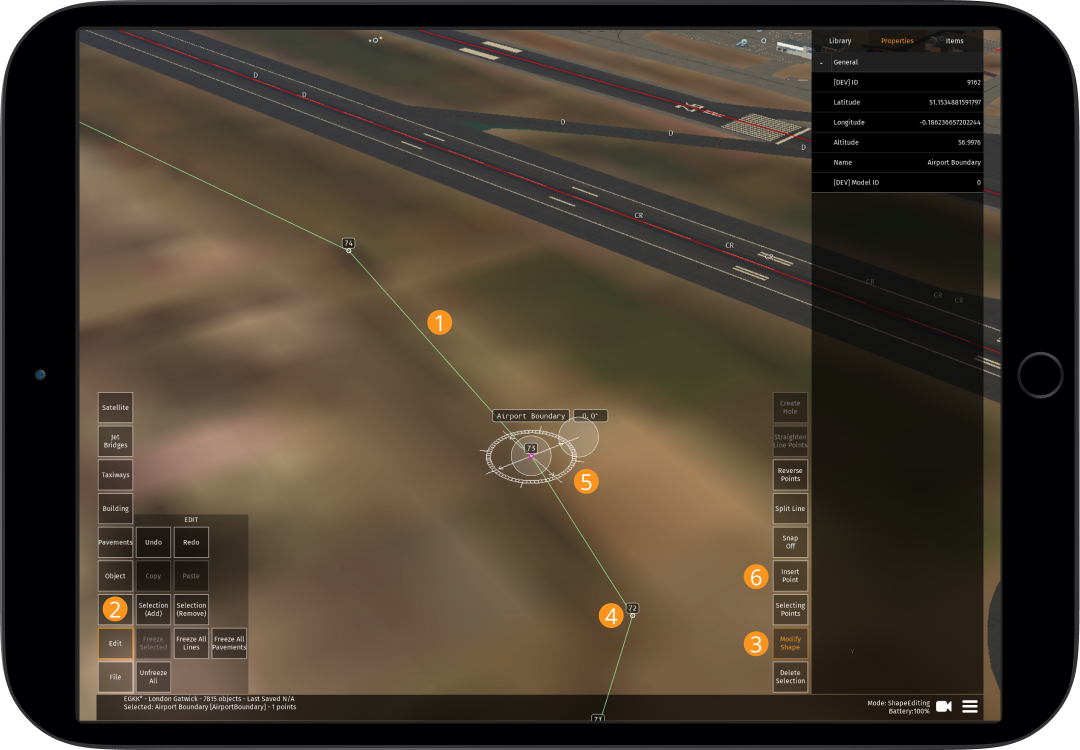 Library Properties Items
- General
[DEV] ID 9162
Latitude 51.1534881591797
Longitude -0.186236657202244
Altitude 56.9976
Name Airport Boundary
[DEV] Model ID 0
D
D
D
D
D
CR
CR
CR
CR
CR
CR
74
1
Airport Boundary 0.0°
73
5
4
72
71
Satellite
Jet
Bridges
Taxiways
Building
EDIT
Pavements Undo Redo
Object Copy Paste
2 Selection
(Add) Selection
(Remove)
Edit Freeze
Selected Freeze All
Lines Freeze All
Pavements
File Unfreeze
All
Create
Hole
Straighten
Line Points
Reverse
Points
Split Line
Snap
Off
6 Insert
Point
Selecting
Points
3 Modify
Shape
Delete
Selection
Y
EGKK* - London Gatwick - 7815 objects - Last Saved N/A
Selected: Airport Boundary [AirportBoundary] - 1 points
Mode: ShapeEditing
Battery:100%